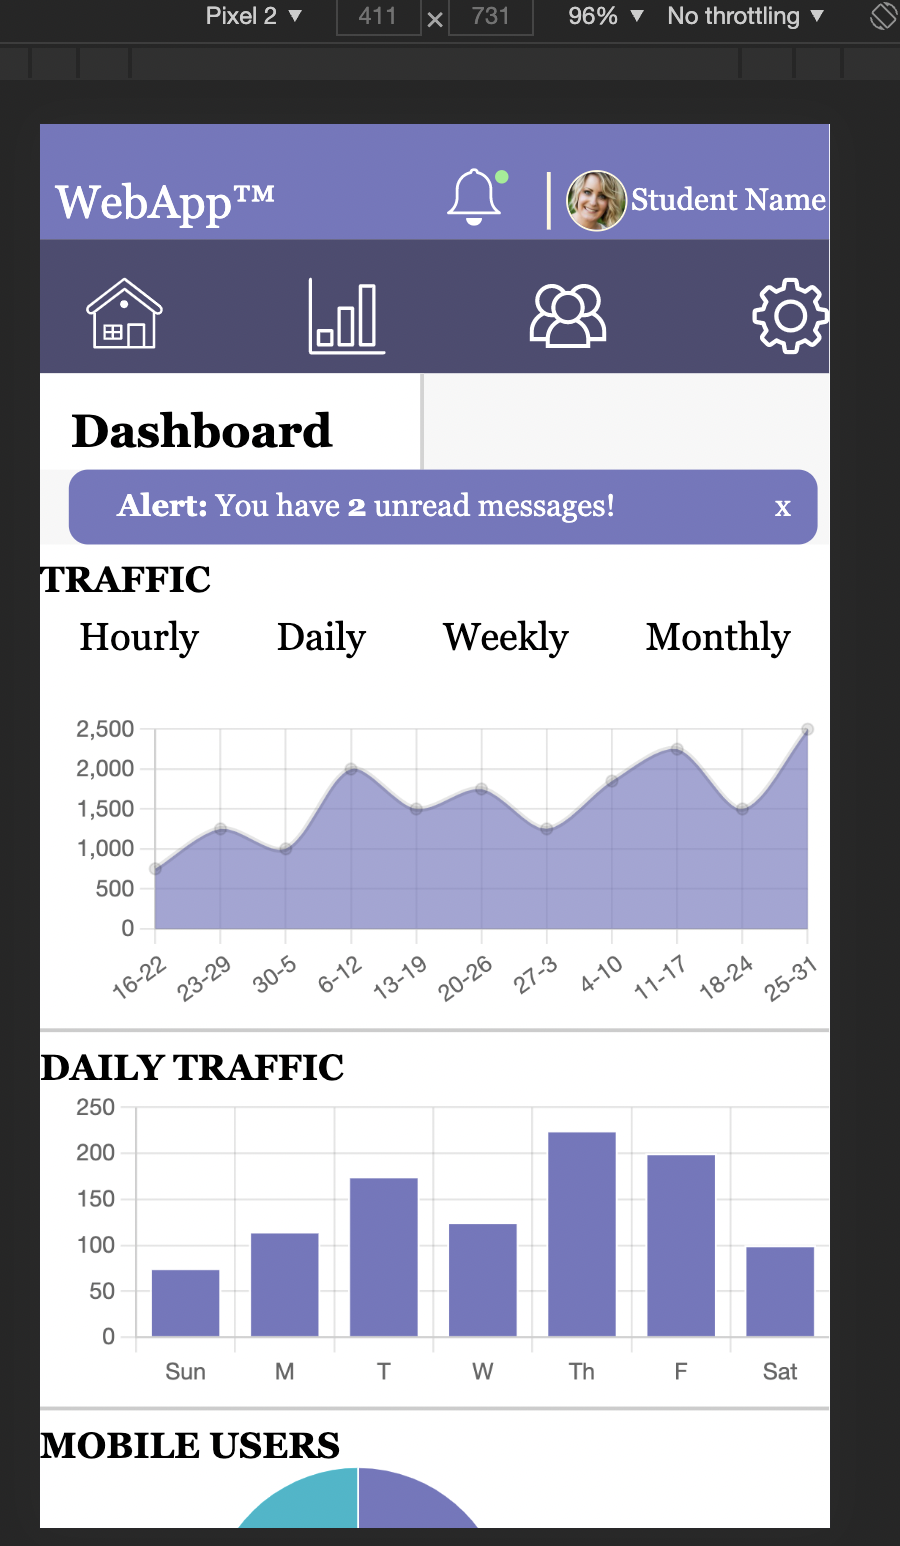 Pixel 2 ▼ 411 × 731 96% ▼ No throttling ▼
WebApp™ Student Name
Dashboard
Alert: You have 2 unread messages! x
TRAFFIC
Hourly Daily Weekly Monthly
2,500
2,000
1,500
1,000
500
0
16-22 23-29 30-5 6-12 13-19 20-26 27-3 4-10 11-17 18-24 25-31
DAILY TRAFFIC
250
200
150
100
50
0
Sun M T W Th F Sat
MOBILE USERS